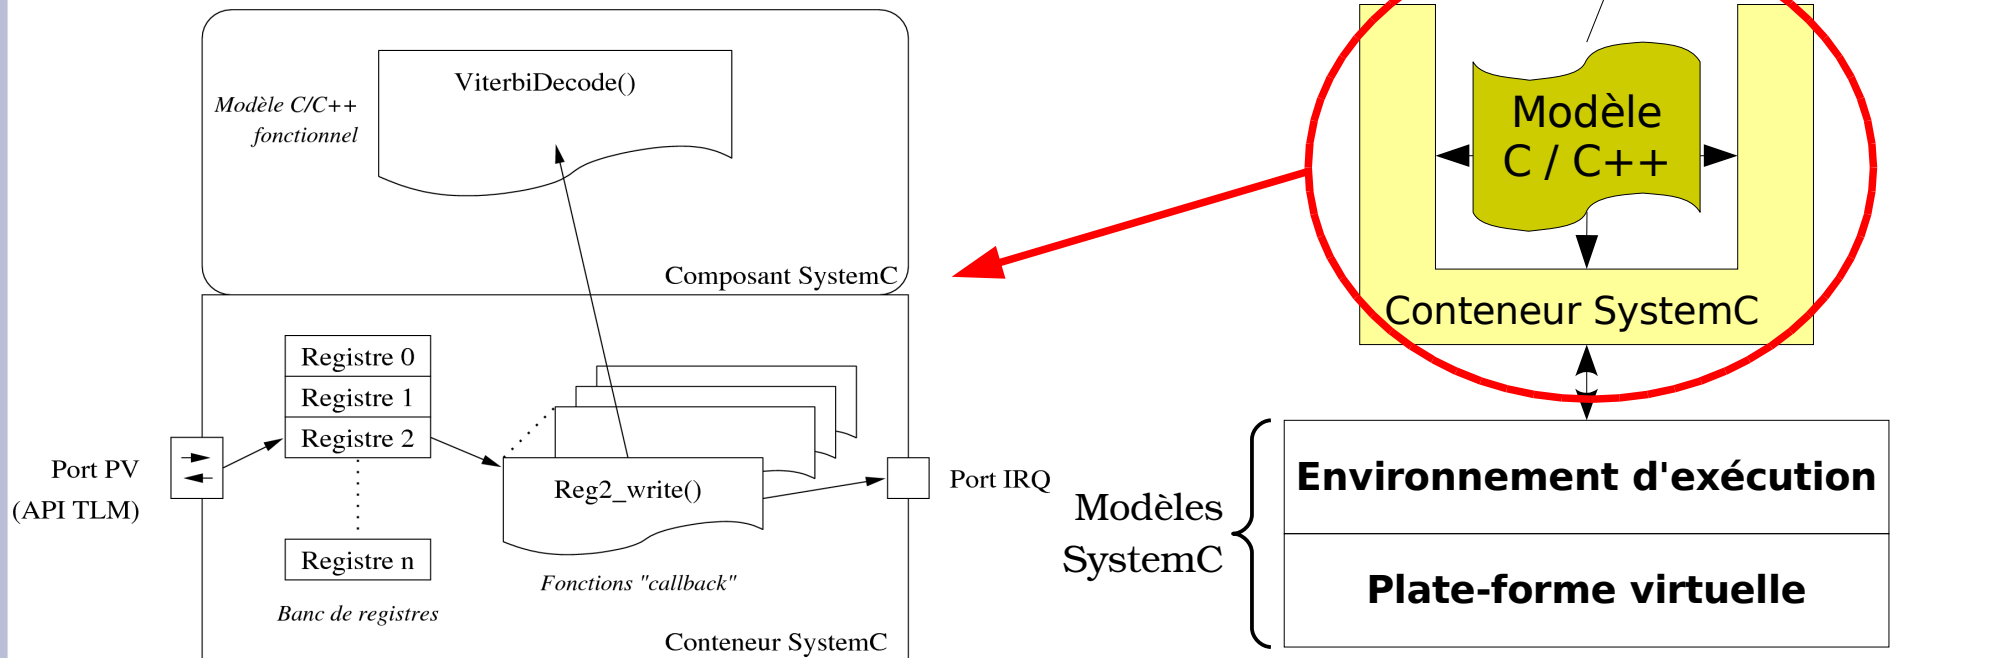 ViterbiDecode()
Modèle C/C++
fonctionnel
Composant SystemC
Registre 0
Registre 1
Registre 2
Registre n
Banc de registres
Port PV
(API TLM)
Reg2_write()
Fonctions "callback"
Port IRQ
Conteneur SystemC
Modèle
C / C++
Conteneur SystemC
Modèles
SystemC
Environnement d'exécution
Plate-forme virtuelle